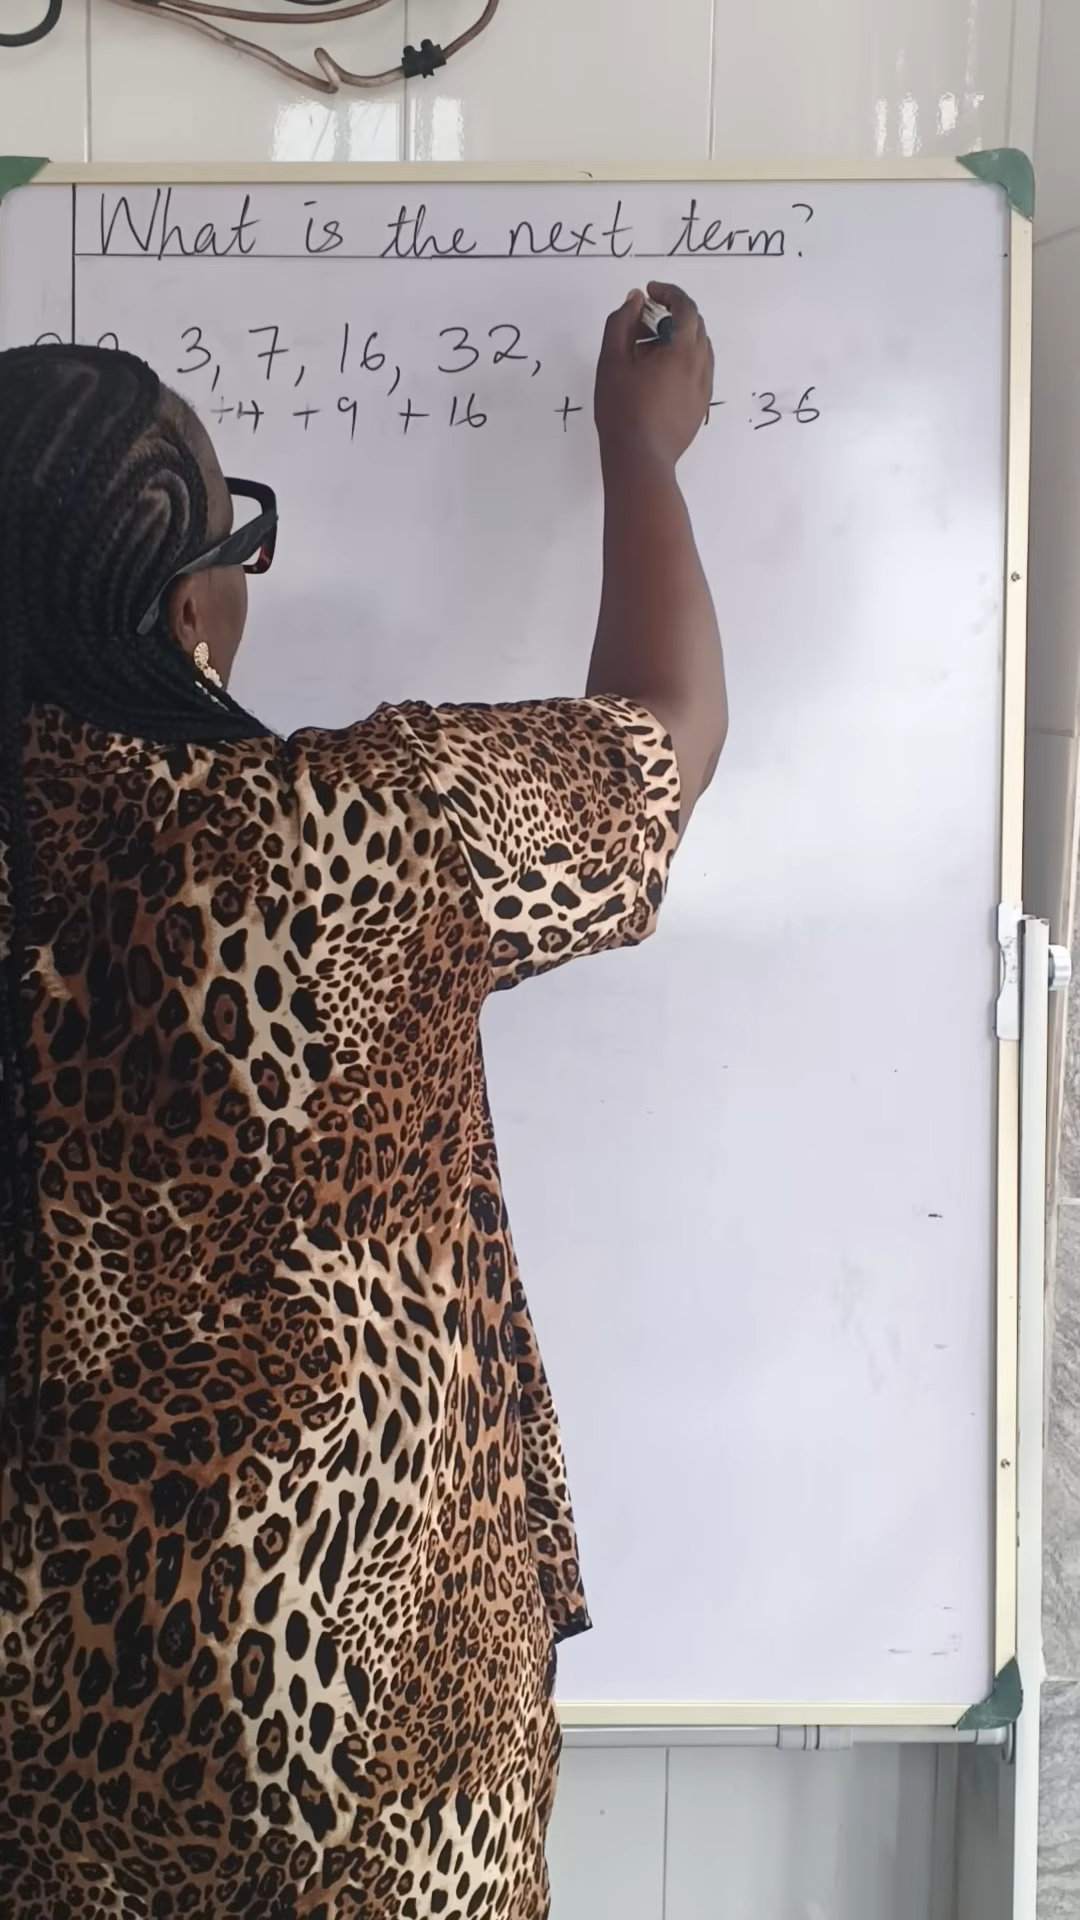 What is the next term?
3, 7, 16, 32,
+4 +9 +16 + 36